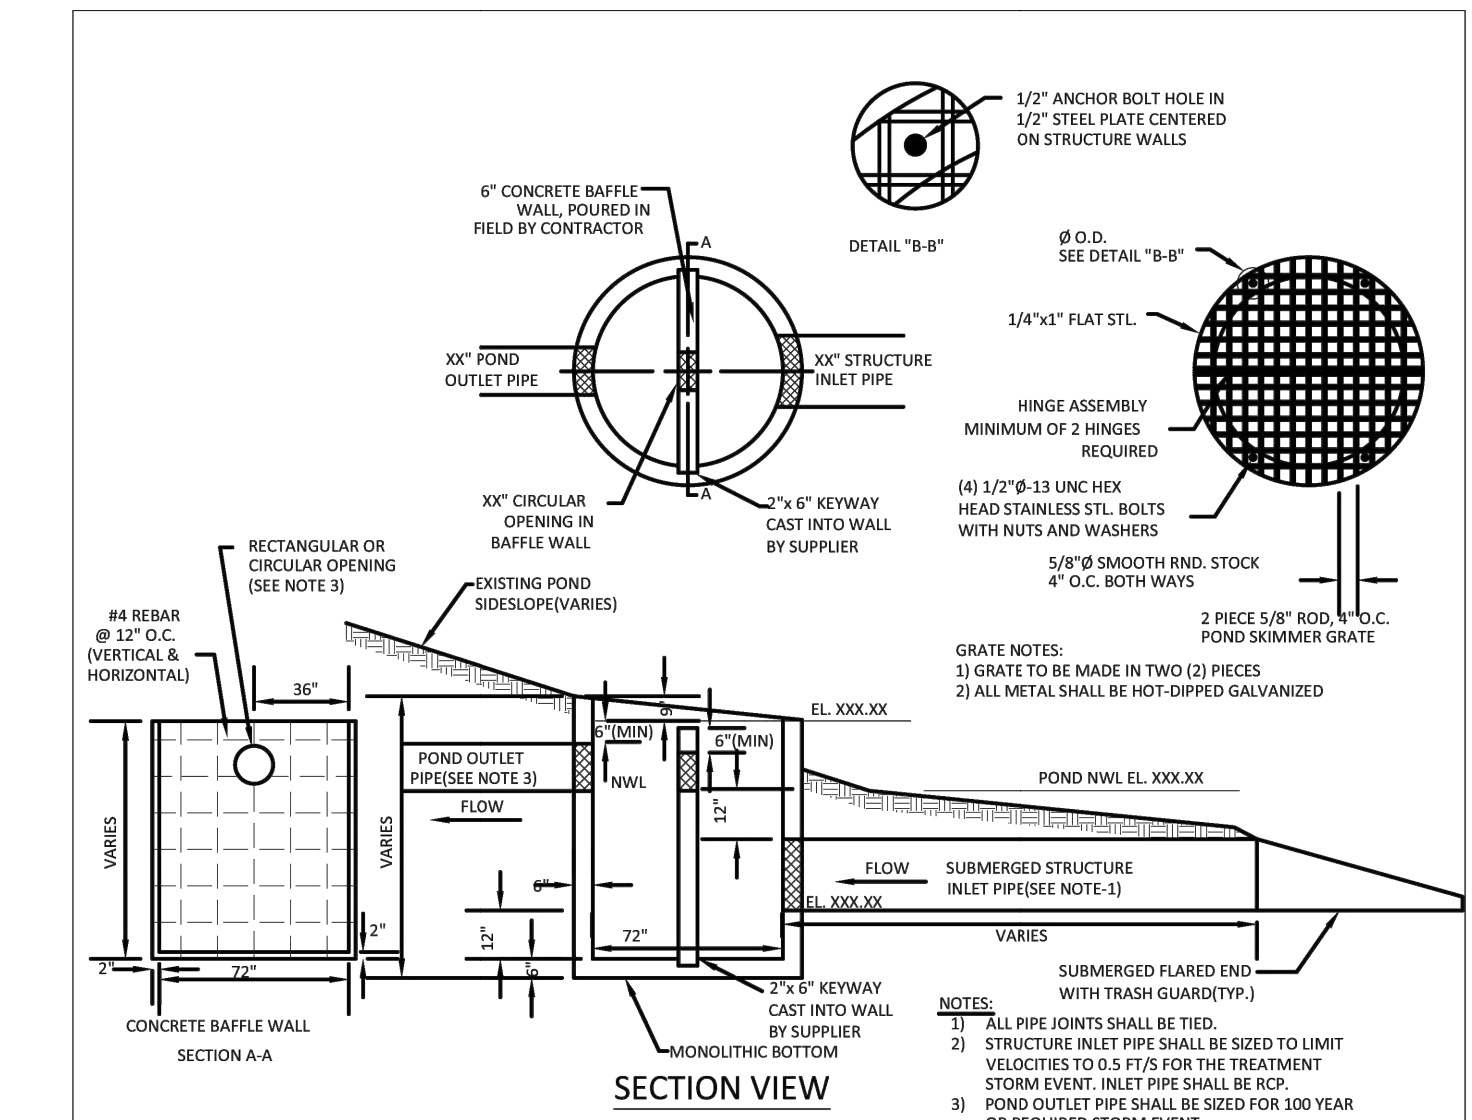 1/2" ANCHOR BOLT HOLE IN
1/2" STEEL PLATE CENTERED
ON STRUCTURE WALLS
DETAIL "B-B"
6" CONCRETE BAFFLE
WALL, POURED IN
FIELD BY CONTRACTOR
A
XX" POND
OUTLET PIPE
XX" STRUCTURE
INLET PIPE
A
XX" CIRCULAR
OPENING IN
BAFFLE WALL
2"x 6" KEYWAY
CAST INTO WALL
BY SUPPLIER
Ø O.D.
SEE DETAIL "B-B"
1/4"x1" FLAT STL.
HINGE ASSEMBLY
MINIMUM OF 2 HINGES
REQUIRED
(4) 1/2"Ø-13 UNC HEX
HEAD STAINLESS STL. BOLTS
WITH NUTS AND WASHERS
5/8"Ø SMOOTH RND. STOCK
4" O.C. BOTH WAYS
2 PIECE 5/8" ROD, 4" O.C.
POND SKIMMER GRATE
GRATE NOTES:
1) GRATE TO BE MADE IN TWO (2) PIECES
2) ALL METAL SHALL BE HOT-DIPPED GALVANIZED
RECTANGULAR OR
CIRCULAR OPENING
(SEE NOTE 3)
#4 REBAR
@ 12" O.C.
(VERTICAL &
HORIZONTAL)
36"
VARIES
2"
2"
72"
CONCRETE BAFFLE WALL
SECTION A-A
EXISTING POND
SIDESLOPE(VARIES)
9"
EL. XXX.XX
6"(MIN)
6"(MIN)
POND OUTLET
PIPE(SEE NOTE 3)
NWL
FLOW
VARIES
12"
6"
12"
6"
72"
POND NWL EL. XXX.XX
FLOW
SUBMERGED STRUCTURE
INLET PIPE(SEE NOTE-1)
EL. XXX.XX
VARIES
SUBMERGED FLARED END
WITH TRASH GUARD(TYP.)
2"x 6" KEYWAY
CAST INTO WALL
BY SUPPLIER
MONOLITHIC BOTTOM
SECTION VIEW
NOTES:
1) ALL PIPE JOINTS SHALL BE TIED.
2) STRUCTURE INLET PIPE SHALL BE SIZED TO LIMIT
VELOCITIES TO 0.5 FT/S FOR THE TREATMENT
STORM EVENT. INLET PIPE SHALL BE RCP.
3) POND OUTLET PIPE SHALL BE SIZED FOR 100 YEAR
OR REQUIRED STORM EVENT